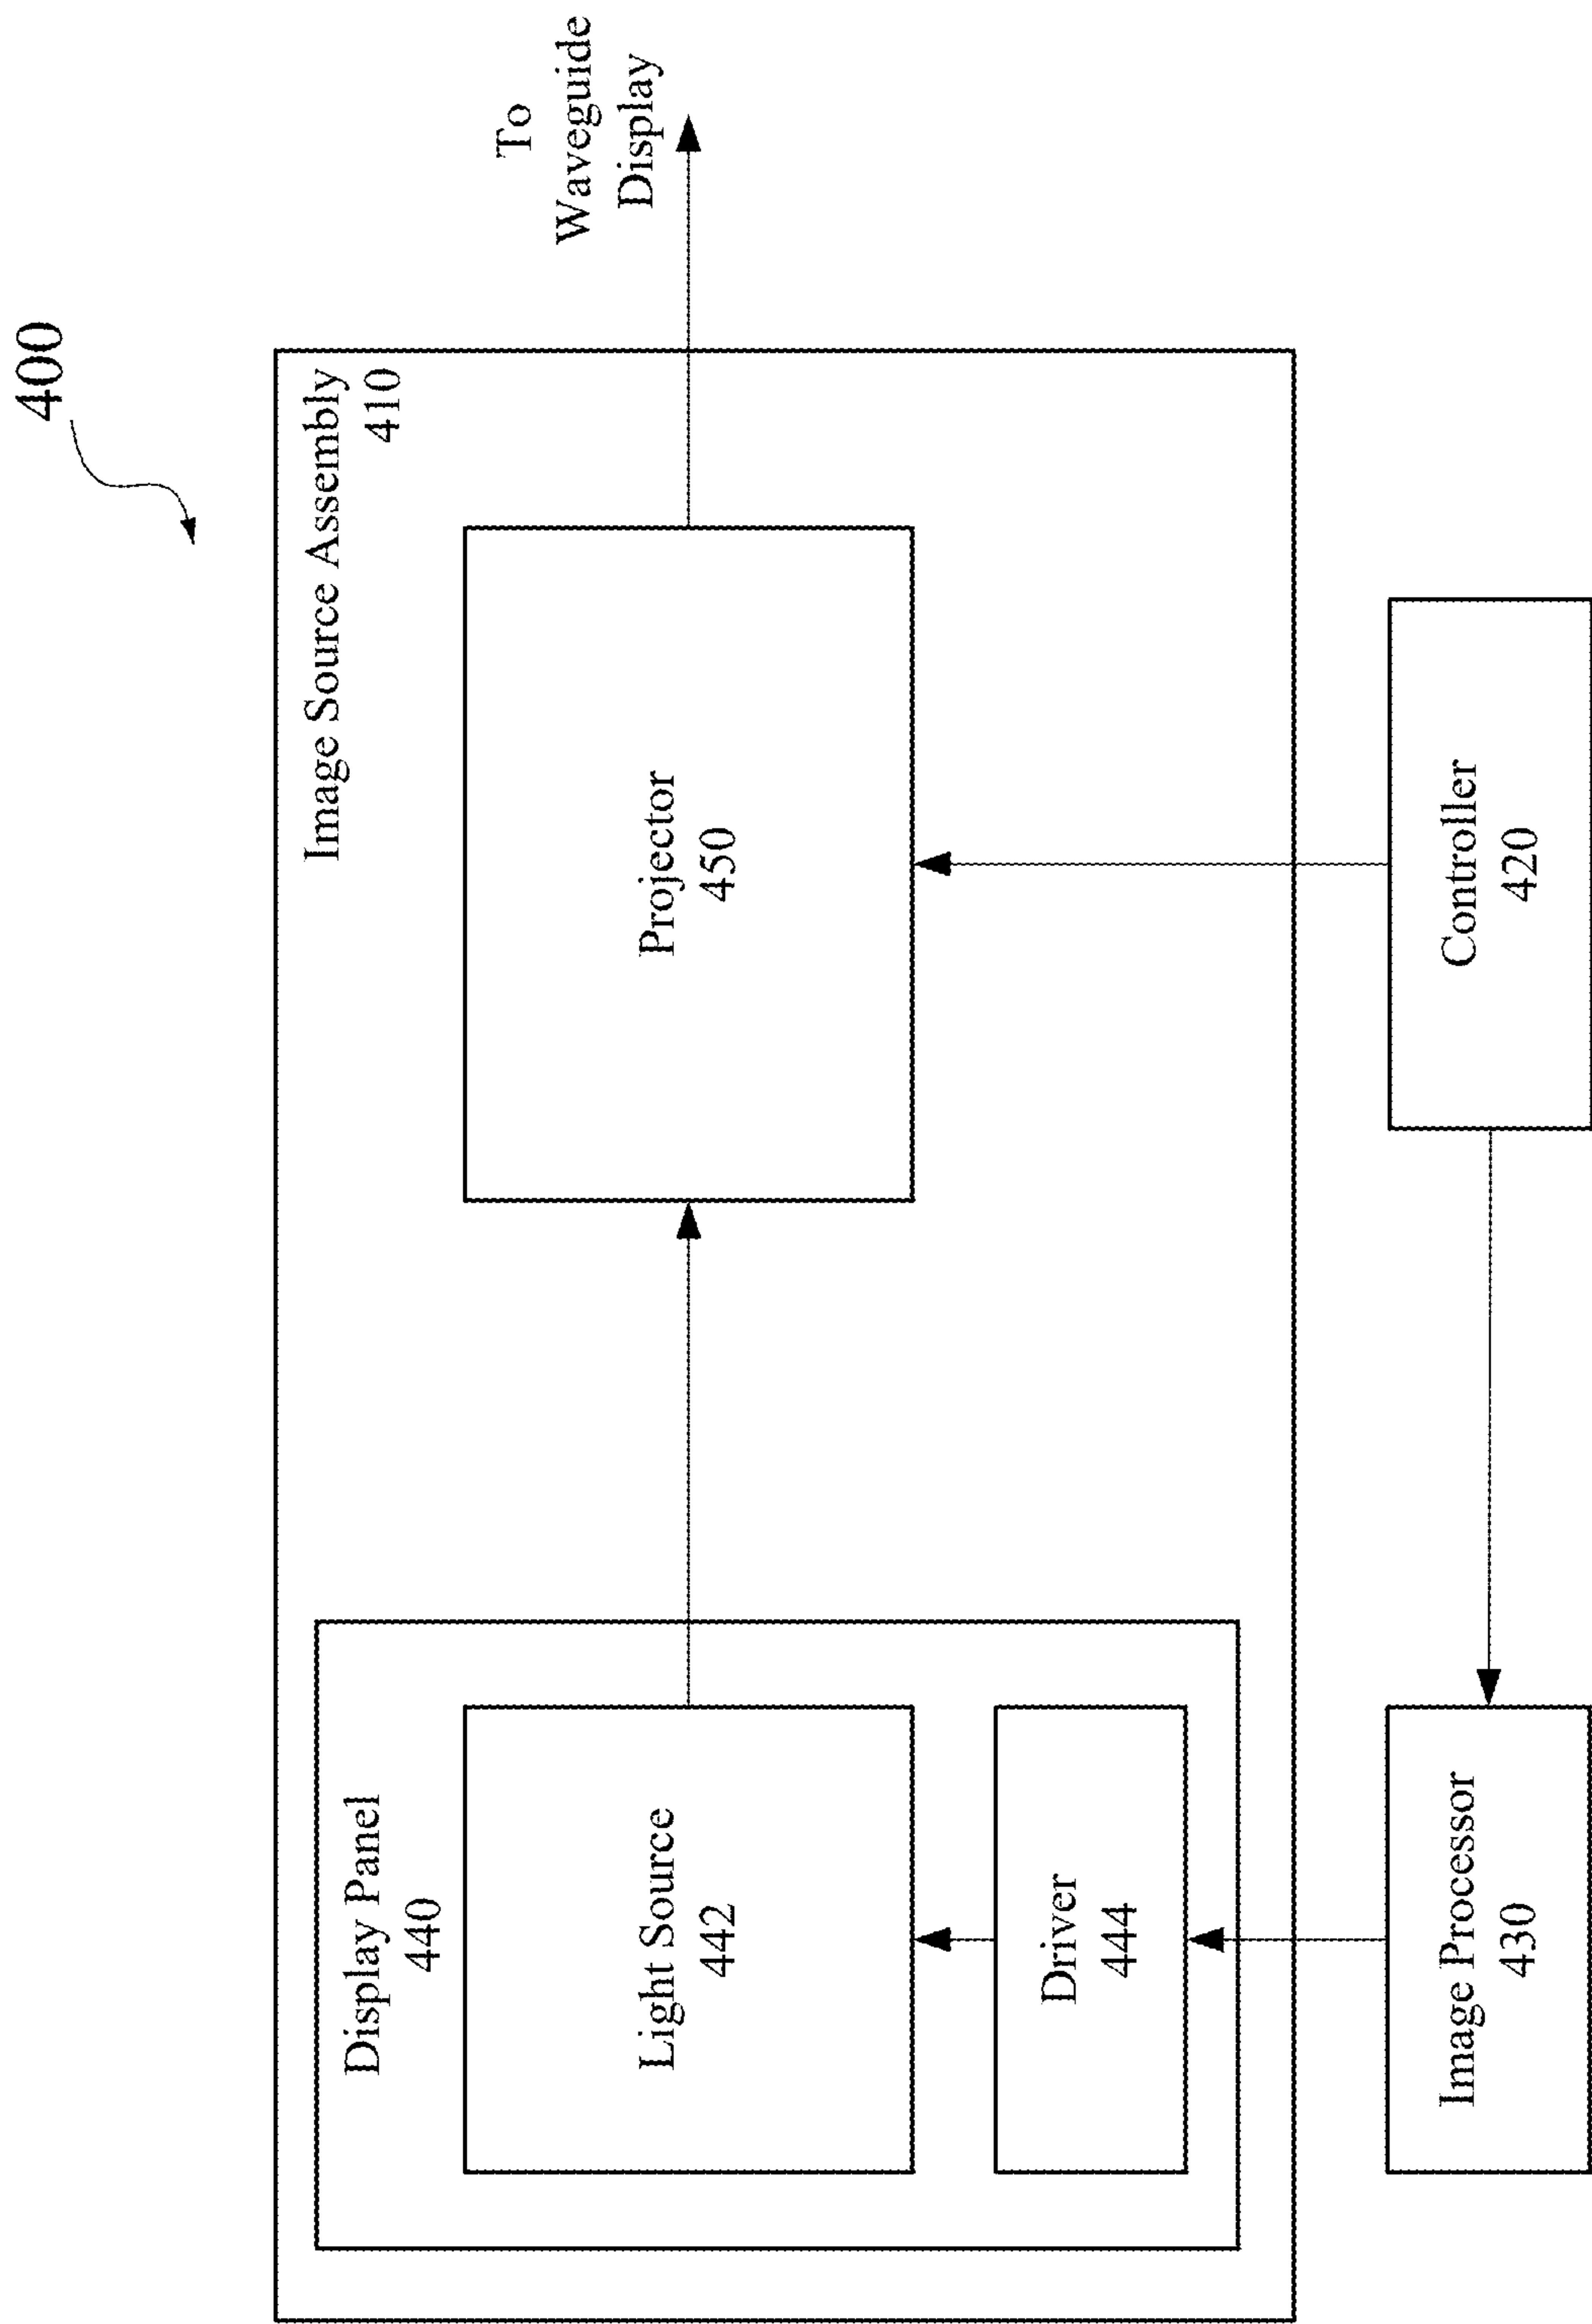 400
To
Waveguide
Display
Image Source Assembly
410
Display Panel
440
Light Source
442
Projector
450
Driver
444
Image Processor
430
Controller
420